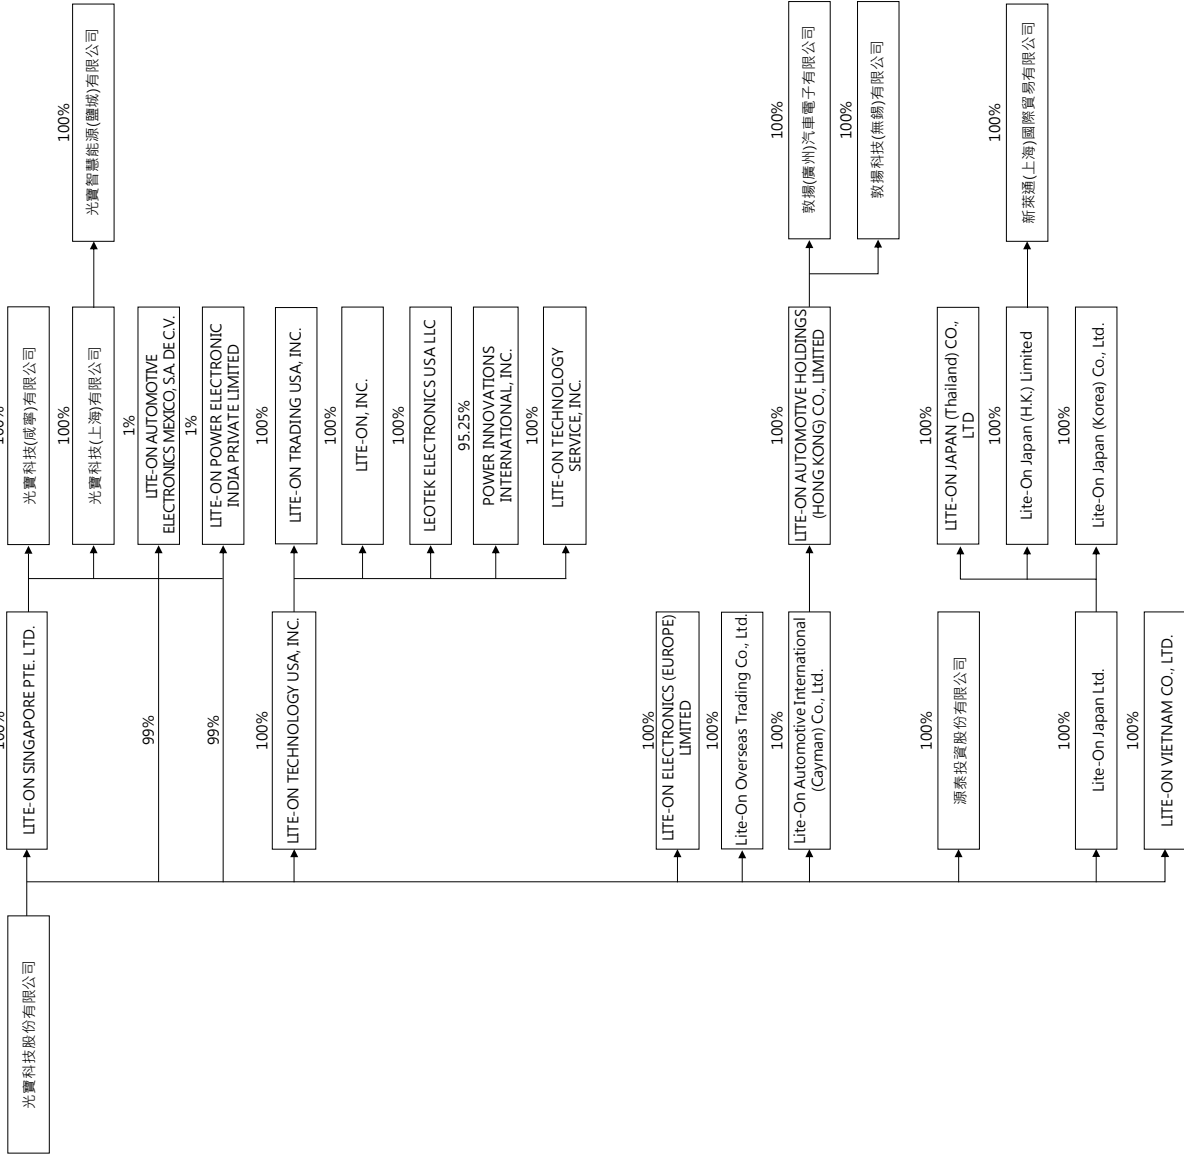 光寶科技股份有限公司
100%
LITE-ON SINGAPORE PTE. LTD.
99%
99%
100%
LITE-ON TECHNOLOGY USA, INC.
100%
LITE-ON ELECTRONICS (EUROPE)
LIMITED
100%
Lite-On Overseas Trading Co., Ltd.
100%
Lite-On Automotive International
(Cayman) Co., Ltd.
100%
源泰投資股份有限公司
100%
Lite-On Japan Ltd.
100%
LITE-ON VIETNAM CO., LTD.
100%
光寶科技(咸寧)有限公司
100%
光寶科技(上海)有限公司
1%
LITE-ON AUTOMOTIVE
ELECTRONICS MEXICO, S.A. DE C.V.
1%
LITE-ON POWER ELECTRONIC
INDIA PRIVATE LIMITED
100%
LITE-ON TRADING USA, INC.
100%
LITE-ON, INC.
100%
LEOTEK ELECTRONICS USA LLC
95.25%
POWER INNOVATIONS
INTERNATIONAL, INC.
100%
LITE-ON TECHNOLOGY
SERVICE, INC.
100%
LITE-ON AUTOMOTIVE HOLDINGS
(HONG KONG) CO., LIMITED
100%
LITE-ON JAPAN (Thailand) CO.,
LTD
100%
Lite-On Japan (H.K.) Limited
100%
Lite-On Japan (Korea) Co., Ltd.
100%
光寶智慧能源(鹽城)有限公司
100%
敦揚(廣州)汽車電子有限公司
100%
敦揚科技(無錫)有限公司
100%
新萊通(上海)國際貿易有限公司